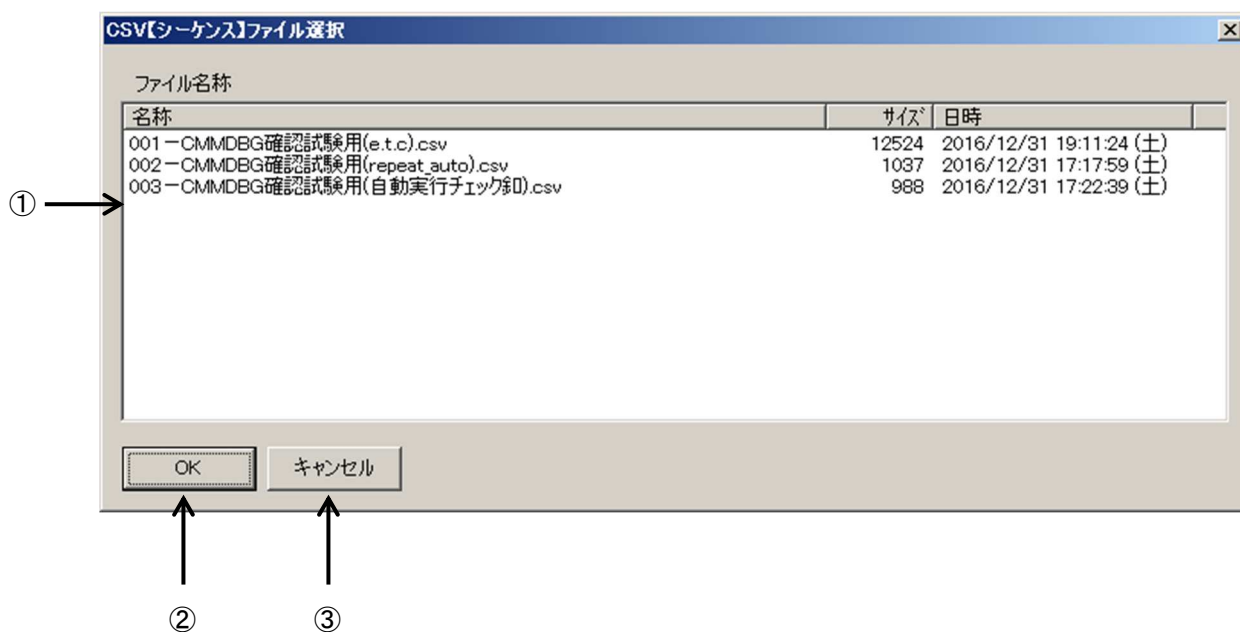 CSV【シーケンス】ファイル選択
ファイル名称
名称 サイズ 日時
001－CMMDBG確認試験用(e.t.c).csv 12524 2016/12/31 19:11:24 (土)
002－CMMDBG確認試験用(repeat_auto).csv 1037 2016/12/31 17:17:59 (土)
003－CMMDBG確認試験用(自動実行チェック釦).csv 988 2016/12/31 17:22:39 (土)
①
OK キャンセル
② ③